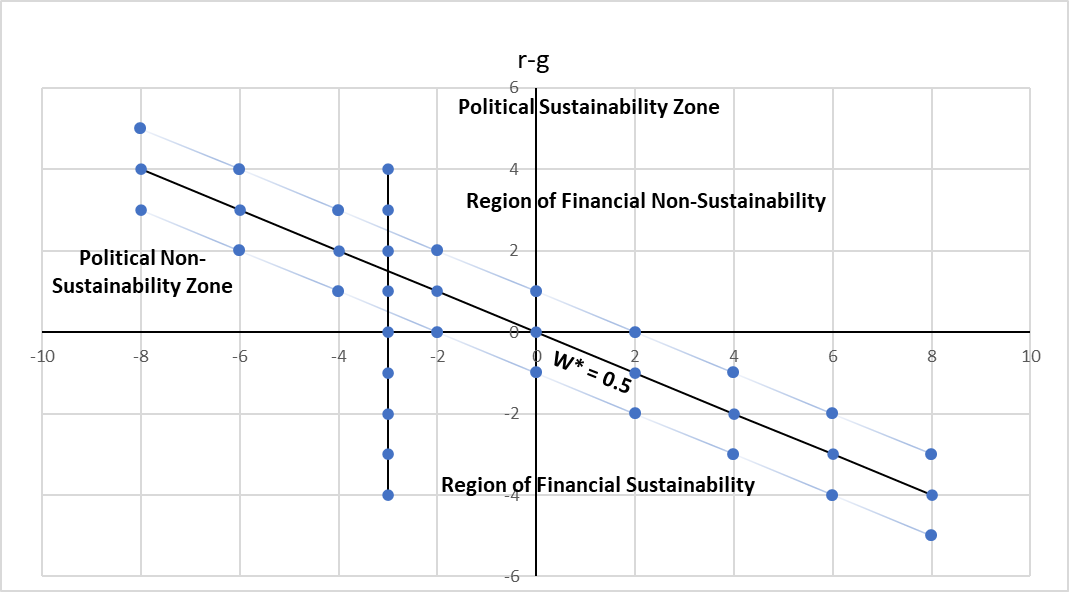 r-g
6
Political Sustainability Zone
4
Region of Financial Non-Sustainability
2
Political Non-
Sustainability Zone
0
-10 -8 -6 -4 -2 0 2 4 6 8 10
W* = 0.5
-2
Region of Financial Sustainability
-4
-6